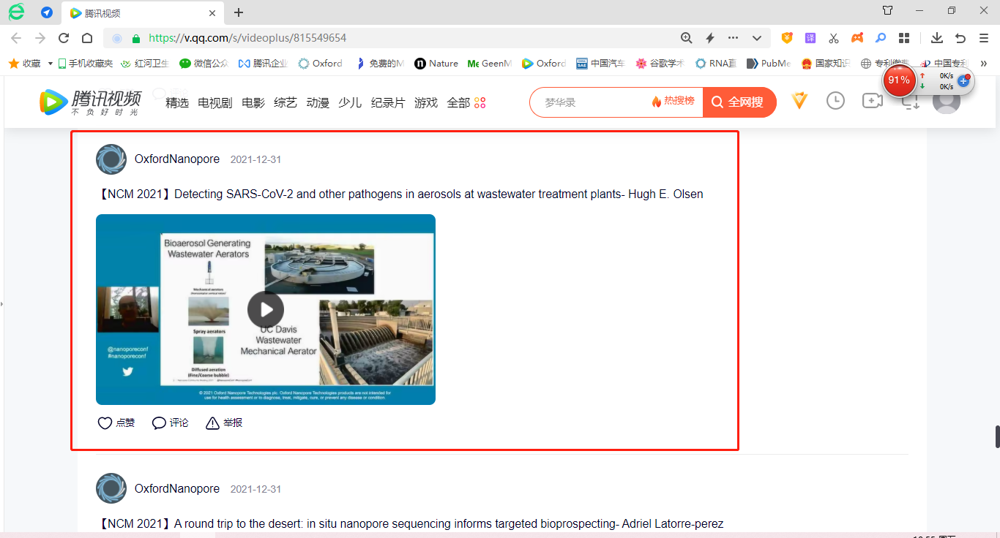 腾讯视频
https://v.qq.com/s/videoplus/815549654
收藏 手机收藏夹 红河卫生 微信公众 腾讯企业 Oxford 免费的M Nature GeenM Oxford 中国汽车 谷歌学术 RNA直 PubMe 国家知识 专利检索 中国专利
91% 0K/s
0K/s
腾讯视频
不负好时光
精选 电视剧 电影 综艺 动漫 少儿 游戏 纪录片 全部 梦华录 热搜榜 全网搜
OxfordNanopore 2021-12-31
【NCM 2021】Detecting SARS-CoV-2 and other pathogens in aerosols at wastewater treatment plants- Hugh E. Olsen
Bioaerosol Generating
Wastewater Aerators
Mechanical aerators
Spray aerators
UC Davis
Wastewater
Mechanical Aerator
@nanoporeconf
#nanoporeconf
Diffused aeration
(Fine/Coarse bubble)
© 2021 Oxford Nanopore Technologies plc. Oxford Nanopore Technologies products are not intended for
use for health assessment or to diagnose, treat, mitigate, cure, or prevent any disease or condition.
点赞 评论 举报
OxfordNanopore 2021-12-31
【NCM 2021】A round trip to the desert: in situ nanopore sequencing informs targeted bioprospecting- Adriel Latorre-perez